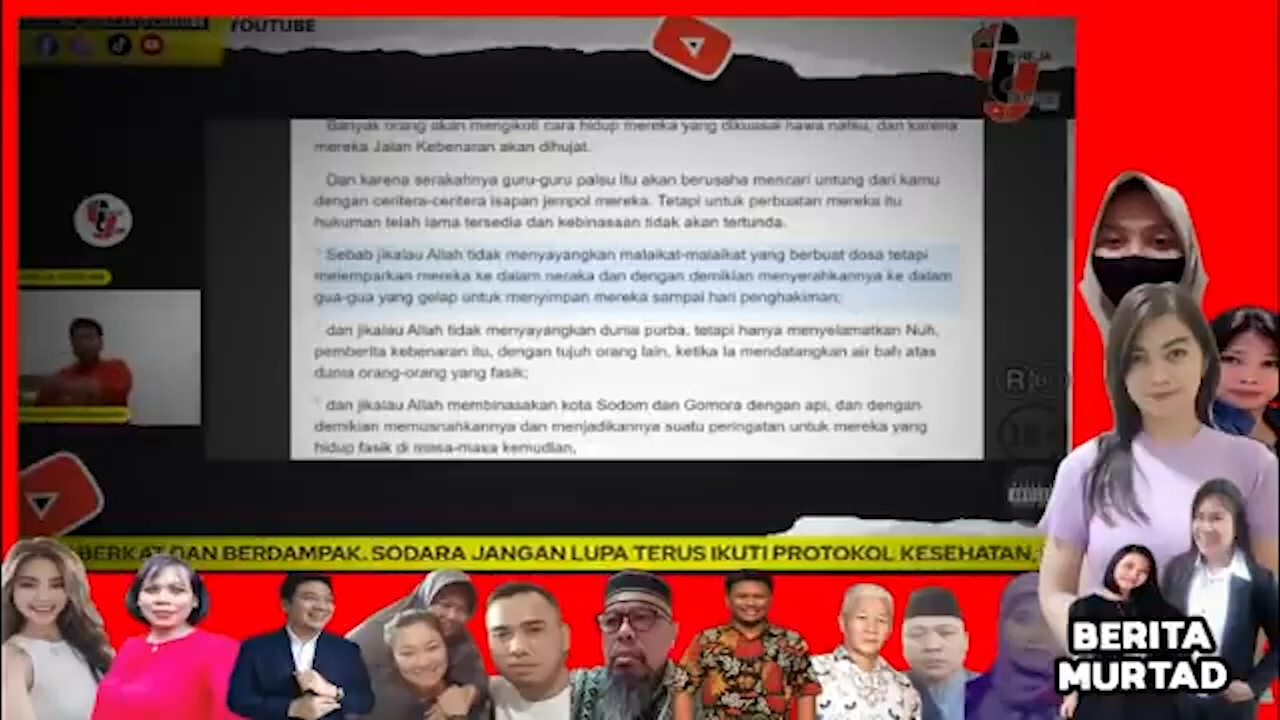 YOUTUBE
Banyak orang akan mengikuti cara hidup mereka yang dikuasai hawa nafsu, dan karena
mereka Jalan Kebenaran akan dihujat.
Dan karena serakahnya guru-guru palsu itu akan berusaha mencari untung dari kamu
dengan ceritera-ceritera isapan jempol mereka. Tetapi untuk perbuatan mereka itu
hukuman telah lama tersedia dan kebinasaan tidak akan tertunda.
Sebab jikalau Allah tidak menyayangkan malaikat-malaikat yang berbuat dosa tetapi
melemparkan mereka ke dalam neraka dan dengan demikian menyerahkannya ke dalam
gua-gua yang gelap untuk menyimpan mereka sampai hari penghakiman;
dan jikalau Allah tidak menyayangkan dunia purba, tetapi hanya menyelamatkan Nuh,
pemberita kebenaran itu, dengan tujuh orang lain, ketika Ia mendatangkan air bah atas
dunia orang-orang yang fasik;
dan jikalau Allah membinasakan kota Sodom dan Gomora dengan api, dan dengan
demikian memusnahkannya dan menjadikannya suatu peringatan untuk mereka yang
hidup fasik di masa-masa kemudian,
BERKAT DAN BERDAMPAK. SODARA JANGAN LUPA TERUS IKUTI PROTOKOL KESEHATAN,
BERITA
MURTAD